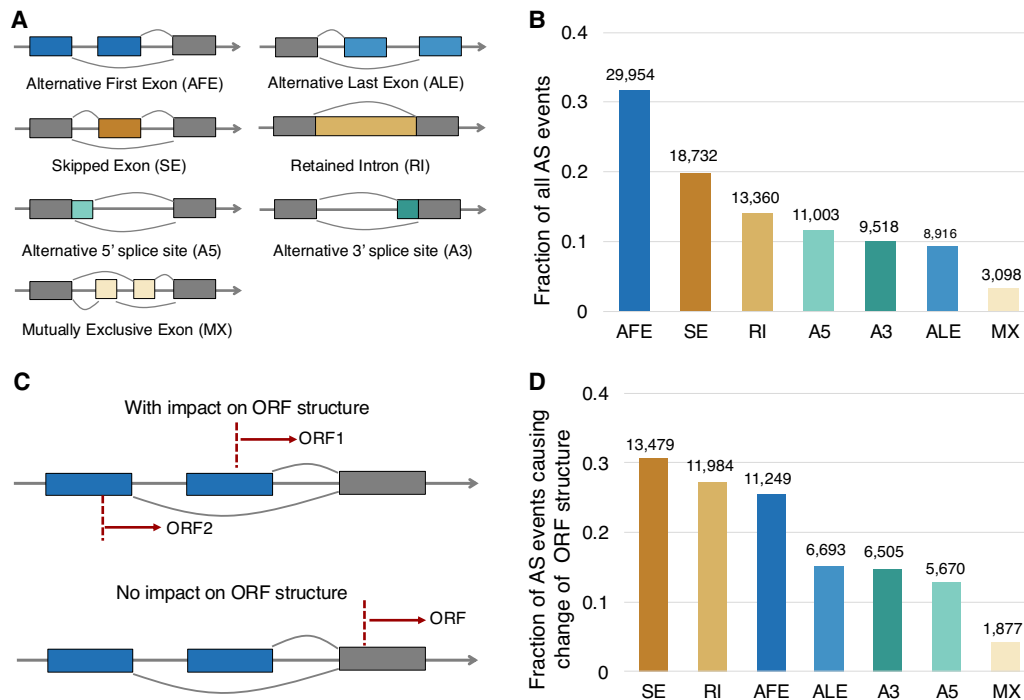 A
Alternative First Exon (AFE)
Alternative Last Exon (ALE)
Skipped Exon (SE)
Retained Intron (RI)
Alternative 5' splice site (A5)
Alternative 3' splice site (A3)
Mutually Exclusive Exon (MX)
B
Fraction of all AS events
0.4
0.3
0.2
0.1
0
29,954
18,732
13,360
11,003
9,518
8,916
3,098
AFE SE RI A5 A3 ALE MX
C
With impact on ORF structure
ORF1
ORF2
No impact on ORF structure
ORF
D
Fraction of AS events causing
change of ORF structure
0.4
0.3
0.2
0.1
0
13,479
11,984
11,249
6,693
6,505
5,670
1,877
SE RI AFE ALE A3 A5 MX